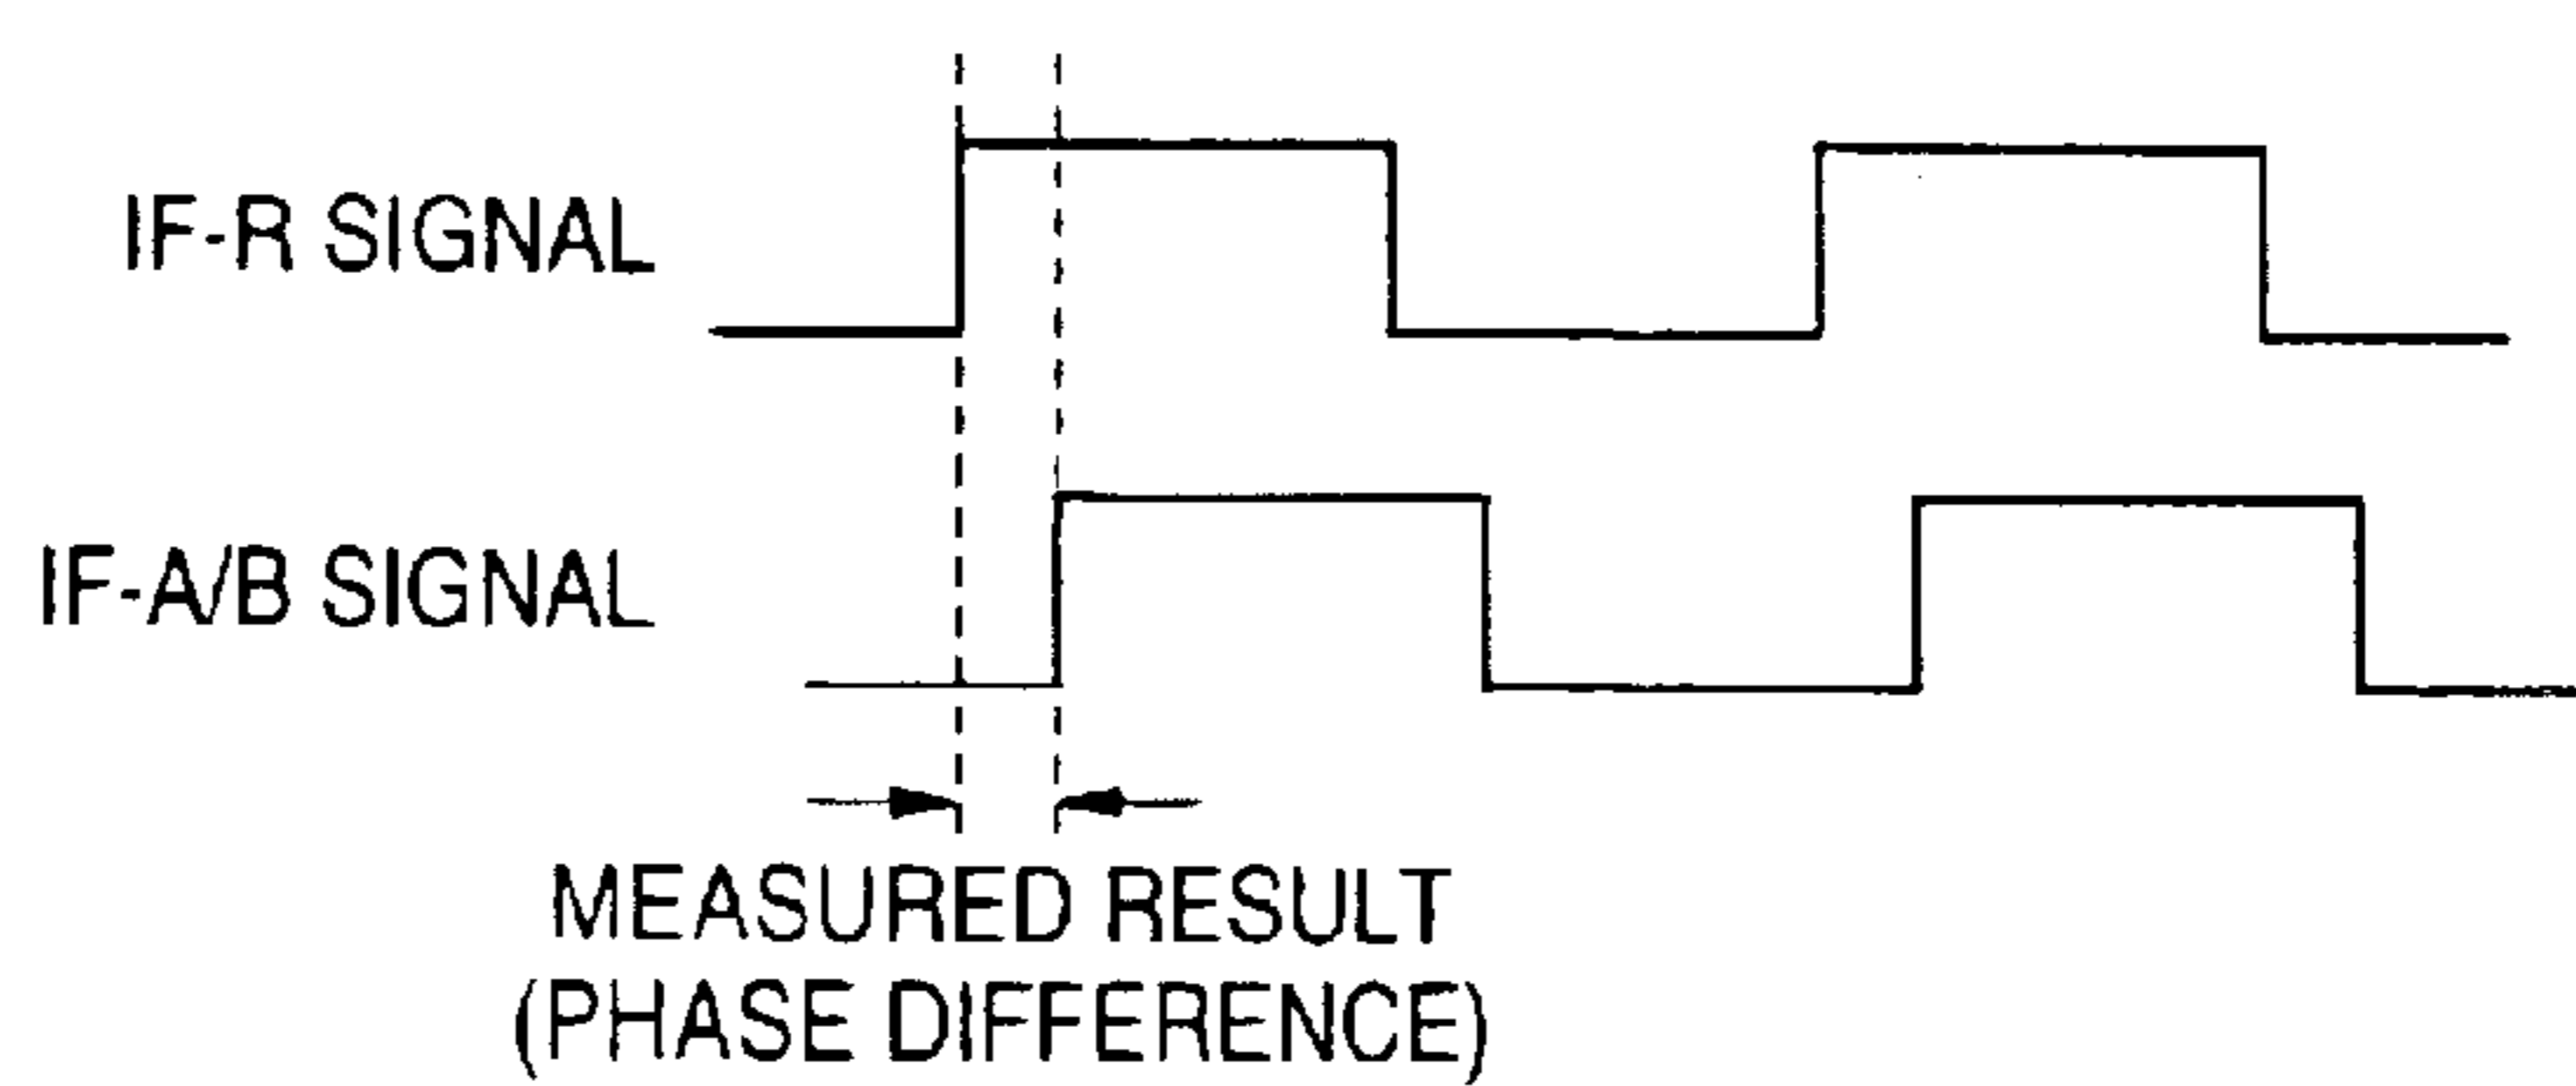 IF-R SIGNAL
IF-A/B SIGNAL
MEASURED RESULT
(PHASE DIFFERENCE)